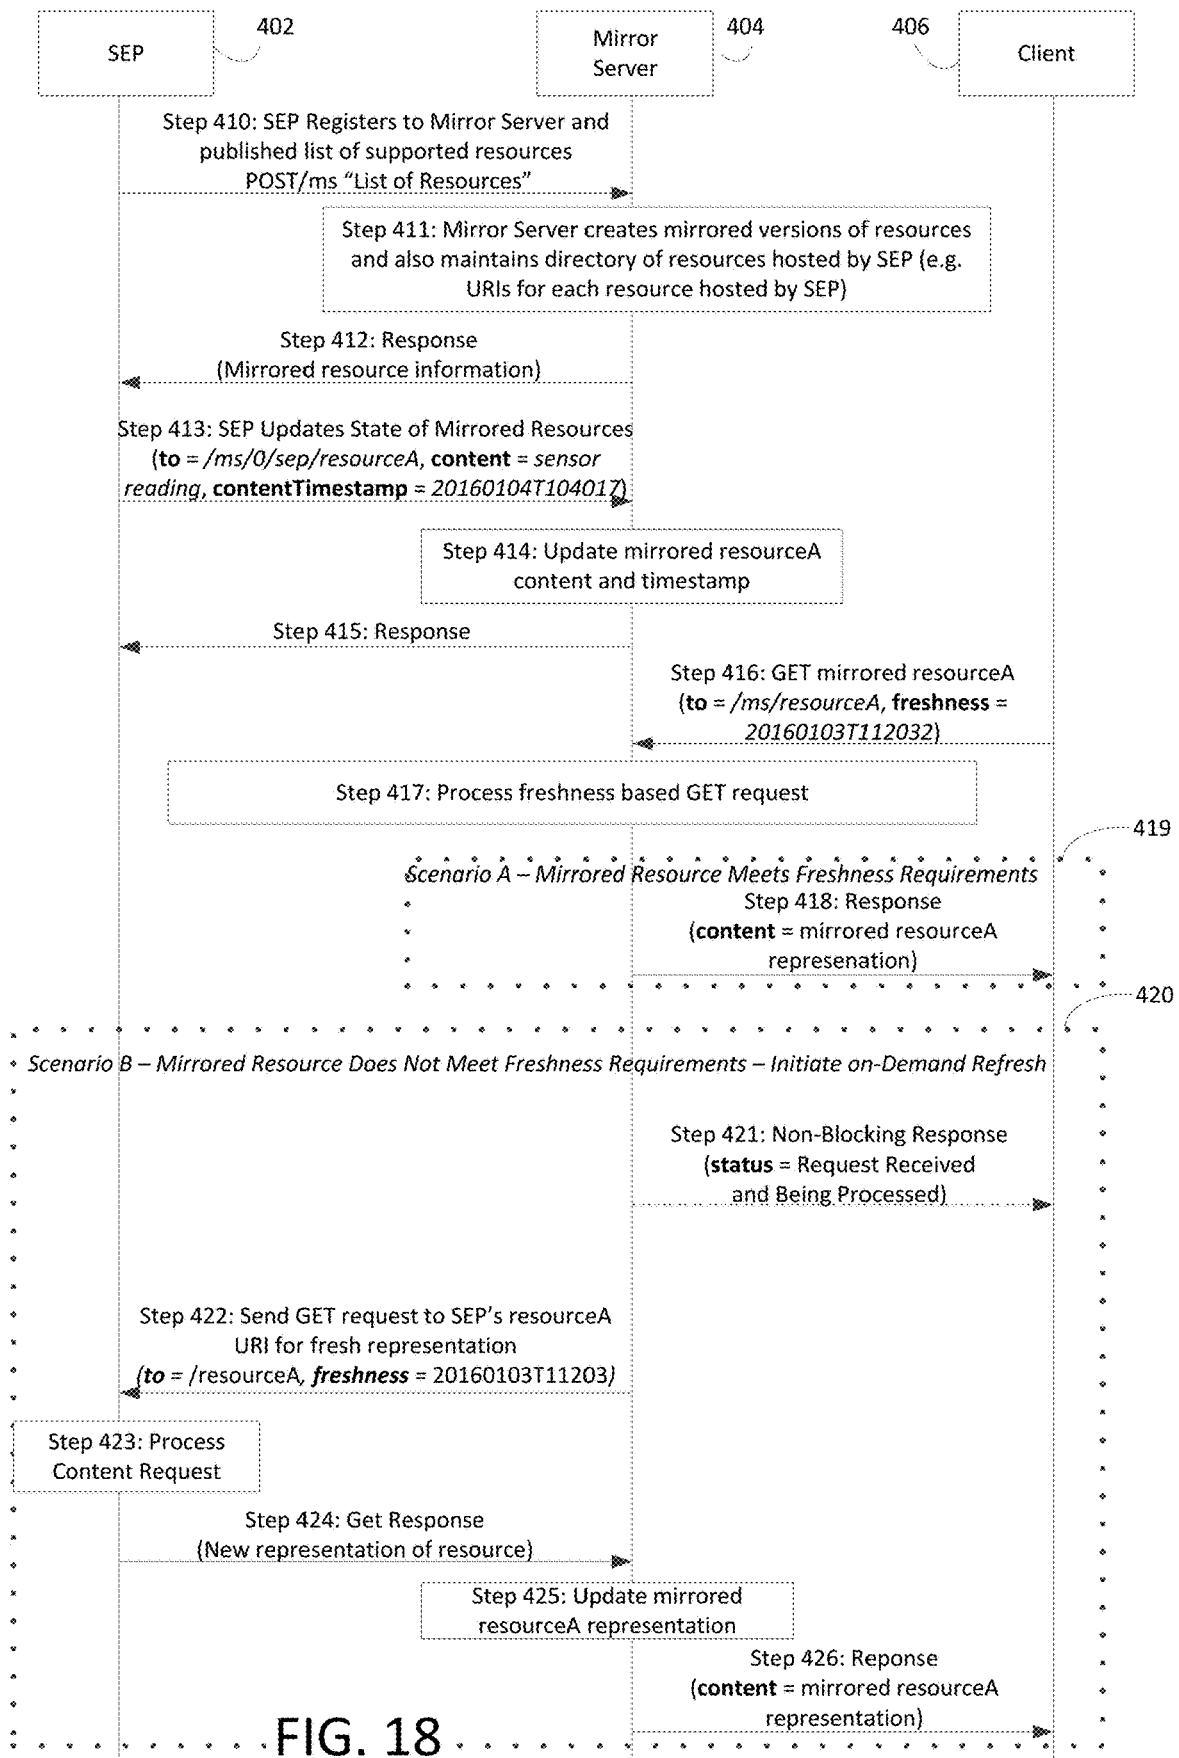 SEP
402
Mirror
Server
404
406
Client
Step 410: SEP Registers to Mirror Server and
published list of supported resources
POST/ms “List of Resources”
Step 411: Mirror Server creates mirrored versions of resources
and also maintains directory of resources hosted by SEP (e.g.
URIs for each resource hosted by SEP)
Step 412: Response
(Mirrored resource information)
Step 413: SEP Updates State of Mirrored Resources
(to = /ms/0/sep/resourceA, content = sensor
reading, contentTimestamp = 20160104T104017)
Step 414: Update mirrored resourceA
content and timestamp
Step 415: Response
Step 416: GET mirrored resourceA
(to = /ms/resourceA, freshness =
20160103T112032)
Step 417: Process freshness based GET request
419
Scenario A – Mirrored Resource Meets Freshness Requirements
Step 418: Response
(content = mirrored resourceA
represenation)
420
Scenario B – Mirrored Resource Does Not Meet Freshness Requirements – Initiate on-Demand Refresh
Step 421: Non-Blocking Response
(status = Request Received
and Being Processed)
Step 422: Send GET request to SEP’s resourceA
URI for fresh representation
(to = /resourceA, freshness = 20160103T11203)
Step 423: Process
Content Request
Step 424: Get Response
(New representation of resource)
Step 425: Update mirrored
resourceA representation
Step 426: Reponse
(content = mirrored resourceA
representation)
FIG. 18